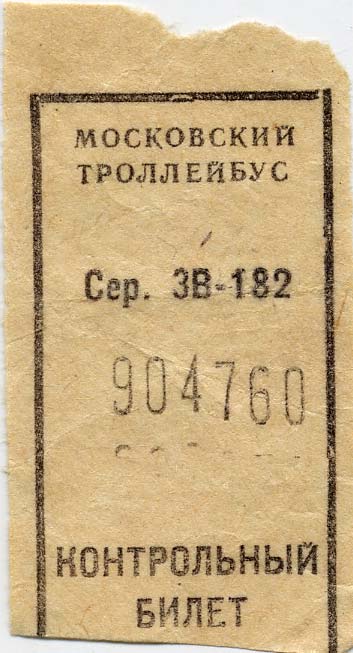 МОСКОВСКИЙ
ТРОЛЛЕЙБУС
Сер. ЗВ-182
904760
КОНТРОЛЬНЫЙ
БИЛЕТ